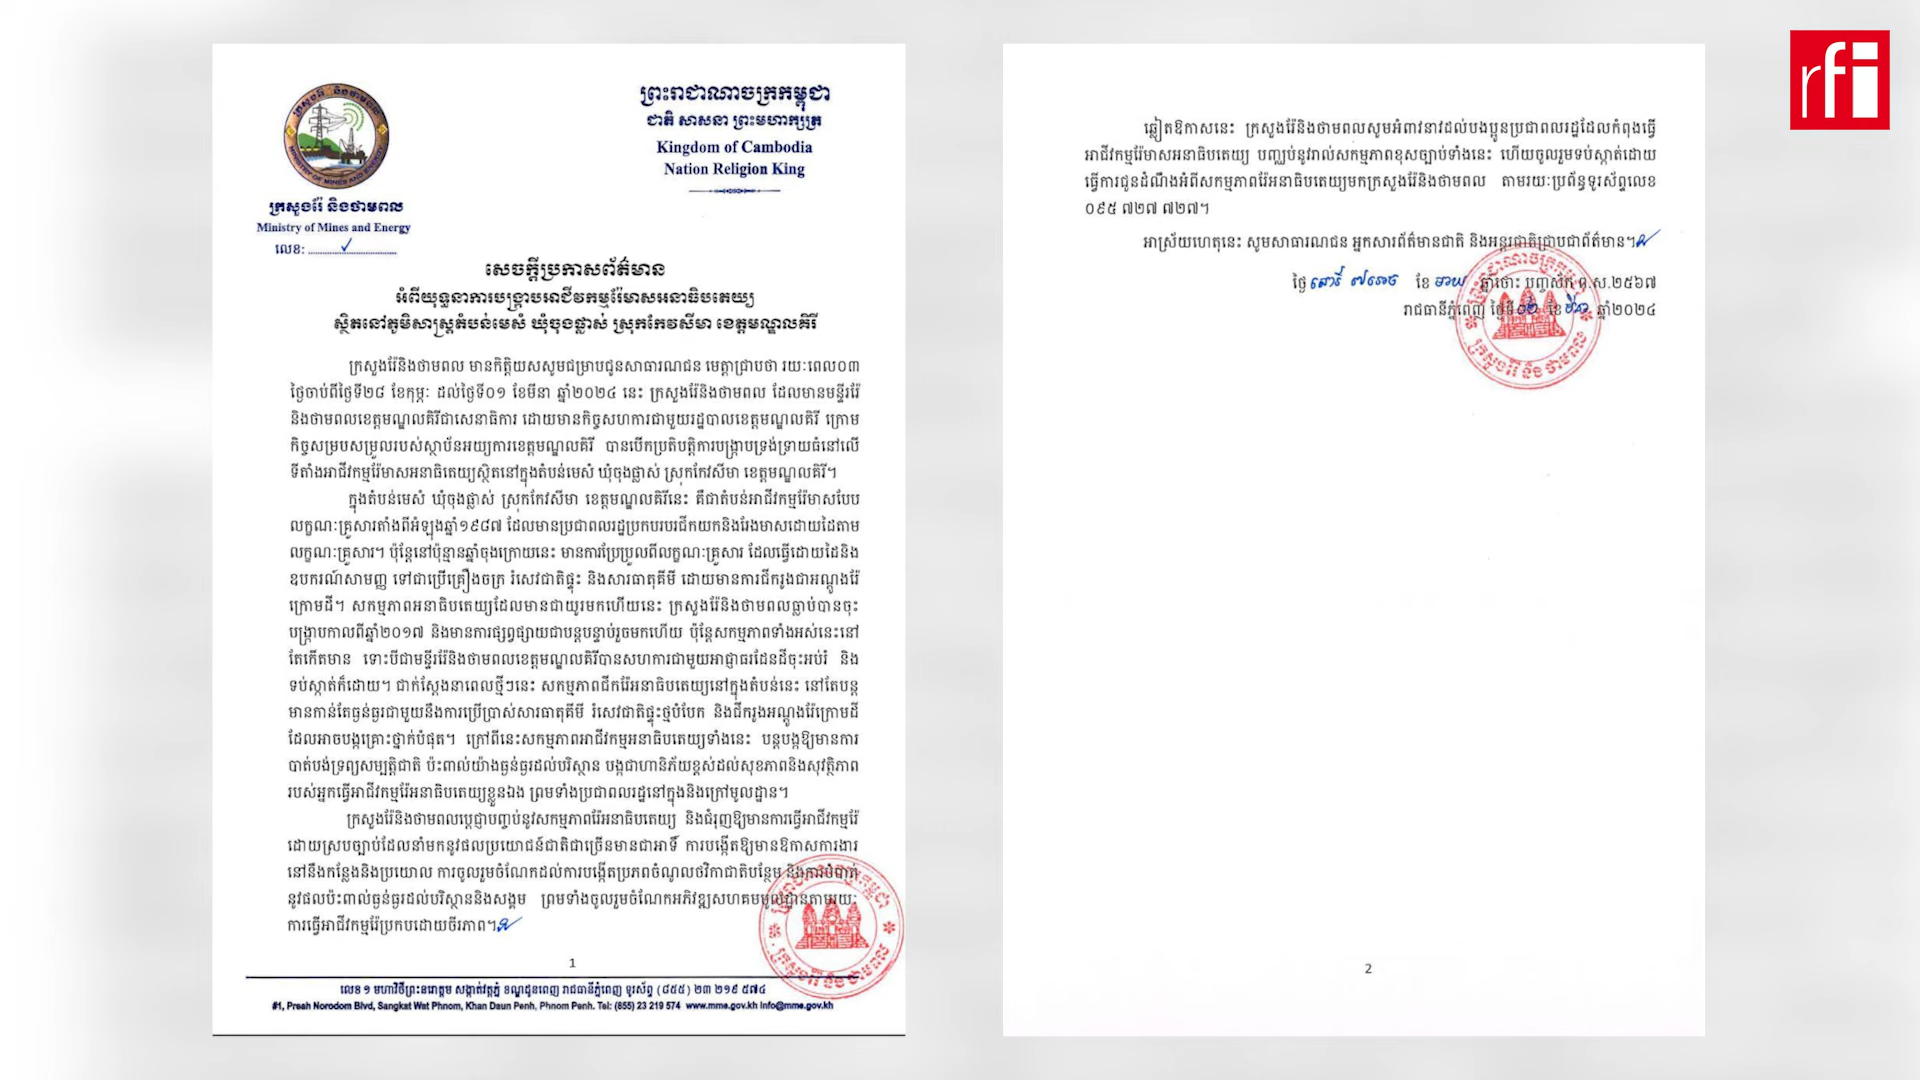 rfi
ព្រះរាជាណាចក្រកម្ពុជា
ជាតិ សាសនា ព្រះមហាក្សត្រ
Kingdom of Cambodia
Nation Religion King
MINISTRY OF MINES AND ENERGY
ក្រសួងរ៉ែ និងថាមពល
Ministry of Mines and Energy
លេខ:
សេចក្តីប្រកាសព័ត៌មាន
អំពីយុទ្ធនាការបង្ក្រាបអាជីវកម្មរ៉ែមាសអនាធិបតេយ្យ
ស្ថិតនៅភូមិសាស្ត្រតំបន់មេសំ ឃុំចុងផ្លាស់ ស្រុកកែវសីមា ខេត្តមណ្ឌលគិរី
ក្រសួងរ៉ែនិងថាមពល មានកិត្តិយសសូមជម្រាបជូនសាធារណជន មេត្តាជ្រាបថា រយៈពេល០៣
ថ្ងៃចាប់ពីថ្ងៃទី២៨ ខែកុម្ភៈ ដល់ថ្ងៃទី០១ ខែមីនា ឆ្នាំ២០២៤ នេះ ក្រសួងរ៉ែនិងថាមពល ដែលមានមន្ទីររ៉ែ
និងថាមពលខេត្តមណ្ឌលគិរីជាសេនាធិការ ដោយមានកិច្ចសហការជាមួយរដ្ឋបាលខេត្តមណ្ឌលគិរី ក្រោម
កិច្ចសម្របសម្រួលរបស់ស្ថាប័នអយ្យការខេត្តមណ្ឌលគិរី បានបើកប្រតិបត្តិការបង្ក្រាបទ្រង់ទ្រាយធំនៅលើ
ទីតាំងអាជីវកម្មរ៉ែមាសអនាធិតេយ្យស្ថិតនៅក្នុងតំបន់មេសំ ឃុំចុងផ្លាស់ ស្រុកកែវសីមា ខេត្តមណ្ឌលគិរី។
ក្នុងតំបន់មេសំ ឃុំចុងផ្លាស់ ស្រុកកែវសីមា ខេត្តមណ្ឌលគិរីនេះ គឺជាតំបន់អាជីវកម្មរ៉ែមាសបែប
លក្ខណៈគ្រួសារតាំងពីអំឡុងឆ្នាំ១៩៨៧ ដែលមានប្រជាពលរដ្ឋប្រកបរបរជីកយកនិងរែងមាសដោយដៃតាម
លក្ខណៈគ្រួសារ។ ប៉ុន្តែនៅប៉ុន្មានឆ្នាំចុងក្រោយនេះ មានការប្រែប្រួលពីលក្ខណៈគ្រួសារ ដែលធ្វើដោយដៃនិង
ឧបករណ៍សាមញ្ញ ទៅជាប្រើគ្រឿងចក្រ រំសេវជាតិផ្ទុះ និងសារធាតុគីមី ដោយមានការជីករូងជាអណ្តូងរ៉ែ
ក្រោមដី។ សកម្មភាពអនាធិបតេយ្យដែលមានជាយូរមកហើយនេះ ក្រសួងរ៉ែនិងថាមពលធ្លាប់បានចុះ
បង្ក្រាបកាលពីឆ្នាំ២០១៧ និងមានការផ្សព្វផ្សាយជាបន្តបន្ទាប់រួចមកហើយ ប៉ុន្តែសកម្មភាពទាំងអស់នេះនៅ
តែកើតមាន ទោះបីជាមន្ទីររ៉ែនិងថាមពលខេត្តមណ្ឌលគិរីបានសហការជាមួយអាជ្ញាធរដែនដីចុះអប់រំ និង
ទប់ស្កាត់ក៏ដោយ។ ជាក់ស្តែងនាពេលថ្មីៗនេះ សកម្មភាពជីករ៉ែអនាធិបតេយ្យនៅក្នុងតំបន់នេះ នៅតែបន្ត
មានកាន់តែធ្ងន់ធ្ងរជាមួយនឹងការប្រើប្រាស់សារធាតុគីមី រំសេវជាតិផ្ទុះថ្មបំបែក និងជីករូងអណ្តូងរ៉ែក្រោមដី
ដែលអាចបង្កគ្រោះថ្នាក់បំផុត។ ក្រៅពីនេះសកម្មភាពអាជីវកម្មអនាធិបតេយ្យទាំងនេះ បន្តបង្កឱ្យមានការ
បាត់បង់ទ្រព្យសម្បត្តិជាតិ ប៉ះពាល់យ៉ាងធ្ងន់ធ្ងរដល់បរិស្ថាន បង្កជាហានិភ័យខ្ពស់ដល់សុខភាពនិងសុវត្ថិភាព
របស់អ្នកធ្វើអាជីវកម្មរ៉ែអនាធិបតេយ្យខ្លួនឯង ព្រមទាំងប្រជាពលរដ្ឋនៅក្នុងនិងក្រៅមូលដ្ឋាន។
ក្រសួងរ៉ែនិងថាមពលប្តេជ្ញាបញ្ចប់នូវសកម្មភាពរ៉ែអនាធិបតេយ្យ និងជំរុញឱ្យមានការធ្វើអាជីវកម្មរ៉ែ
ដោយស្របច្បាប់ដែលនាំមកនូវផលប្រយោជន៍ជាតិជាច្រើនមានជាអាទិ៍ ការបង្កើតឱ្យមានឱកាសការងារ
នៅនឹងកន្លែងនិងប្រយោល ការចូលរួមចំណែកដល់ការបង្កើតប្រភពចំណូលថវិកាជាតិបន្ថែម និងការបំបាត់
នូវផលប៉ះពាល់ធ្ងន់ធ្ងរដល់បរិស្ថាននិងសង្គម ព្រមទាំងចូលរួមចំណែកអភិវឌ្ឍសហគមមូលដ្ឋានតាមរយៈ
ការធ្វើអាជីវកម្មរ៉ែប្រកបដោយចីរភាព។
1
លេខ ១ មហាវិថីព្រះនរោត្តម សង្កាត់វត្តភ្នំ ខណ្ឌដូនពេញ រាជធានីភ្នំពេញ ទូរស័ព្ទ (៨៥៥) ២៣ ២១៩ ៥៧៤
#1, Preah Norodom Blvd, Sangkat Wat Phnom, Khan Daun Penh, Phnom Penh. Tel: (855) 23 219 574 www.mme.gov.kh info@mme.gov.kh
ឆ្លៀតឱកាសនេះ ក្រសួងរ៉ែនិងថាមពលសូមអំពាវនាវដល់បងប្អូនប្រជាពលរដ្ឋដែលកំពុងធ្វើ
អាជីវកម្មរ៉ែមាសអនាធិបតេយ្យ បញ្ឈប់នូវរាល់សកម្មភាពខុសច្បាប់ទាំងនេះ ហើយចូលរួមទប់ស្កាត់ដោយ
ធ្វើការជូនដំណឹងអំពីសកម្មភាពរ៉ែអនាធិបតេយ្យមកក្រសួងរ៉ែនិងថាមពល តាមរយៈប្រព័ន្ធទូរស័ព្ទលេខ
០៩៥ ៧២៧ ៧២៧។
អាស្រ័យហេតុនេះ សូមសាធារណជន អ្នកសារព័ត៌មានជាតិ និងអន្តរជាតិជ្រាបជាព័ត៌មាន។
ថ្ងៃ សៅរ៍ ៧រោច ខែ មាឃ ឆ្នាំថោះ បញ្ចស័ក ព.ស.២៥៦៧
រាជធានីភ្នំពេញ ថ្ងៃទី ០២ ខែ មីនា ឆ្នាំ២០២៤
ក្រសួងរ៉ែ និង ថាមពល
2